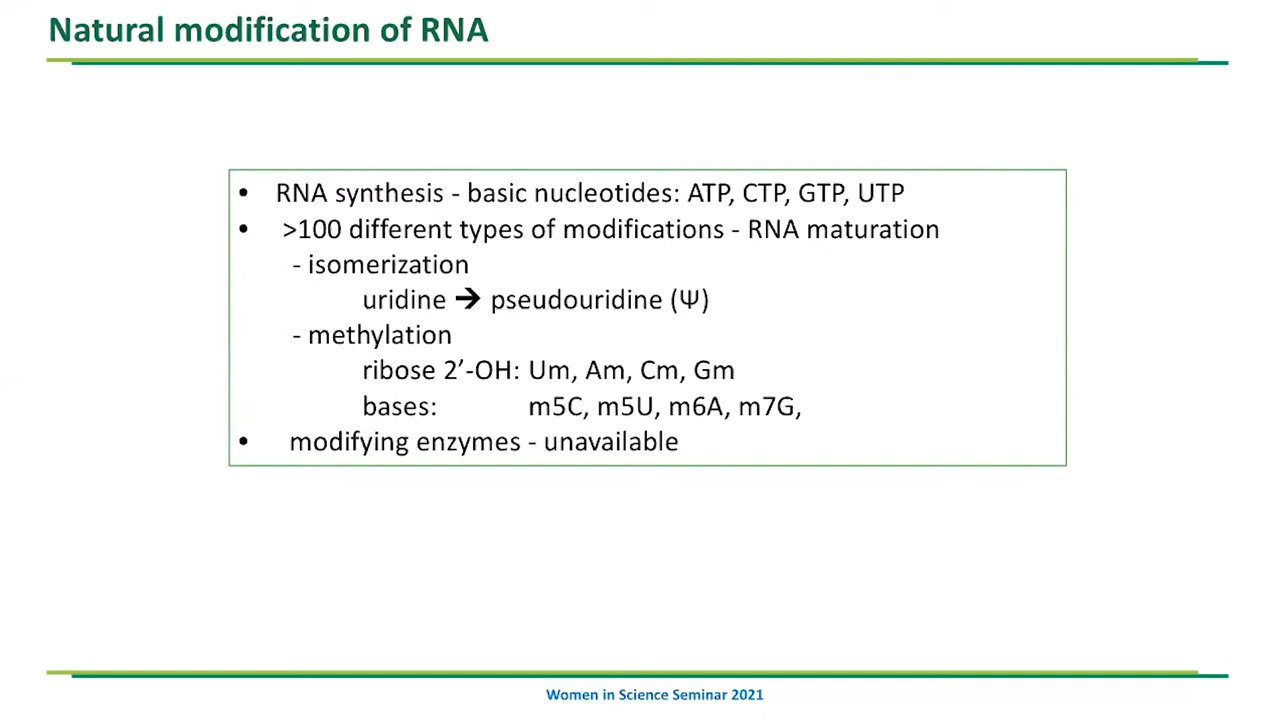 Natural modification of RNA
• RNA synthesis - basic nucleotides: ATP, CTP, GTP, UTP
• >100 different types of modifications - RNA maturation
- isomerization
uridine ➔ pseudouridine (Ψ)
- methylation
ribose 2’-OH: Um, Am, Cm, Gm
bases: m5C, m5U, m6A, m7G,
• modifying enzymes - unavailable
Women in Science Seminar 2021